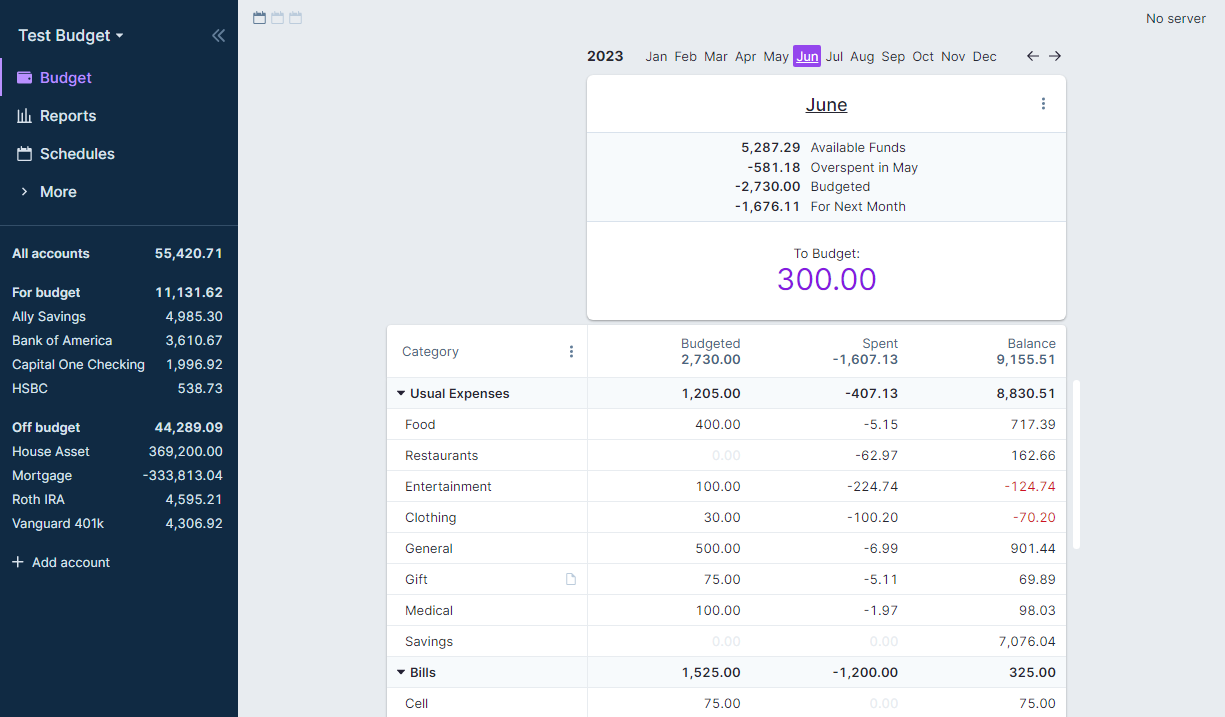 Test Budget
Budget
Reports
Schedules
More
All accounts 55,420.71
For budget 11,131.62
Ally Savings 4,985.30
Bank of America 3,610.67
Capital One Checking 1,996.92
HSBC 538.73
Off budget 44,289.09
House Asset 369,200.00
Mortgage -333,813.04
Roth IRA 4,595.21
Vanguard 401k 4,306.92
+ Add account
No server
2023 Jan Feb Mar Apr May Jun Jul Aug Sep Oct Nov Dec
June
5,287.29 Available Funds
-581.18 Overspent in May
-2,730.00 Budgeted
-1,676.11 For Next Month
To Budget:
300.00
Category Budgeted Spent Balance
2,730.00 -1,607.13 9,155.51
Usual Expenses 1,205.00 -407.13 8,830.51
Food 400.00 -5.15 717.39
Restaurants 0.00 -62.97 162.66
Entertainment 100.00 -224.74 -124.74
Clothing 30.00 -100.20 -70.20
General 500.00 -6.99 901.44
Gift 75.00 -5.11 69.89
Medical 100.00 -1.97 98.03
Savings 0.00 0.00 7,076.04
Bills 1,525.00 -1,200.00 325.00
Cell 75.00 0.00 75.00